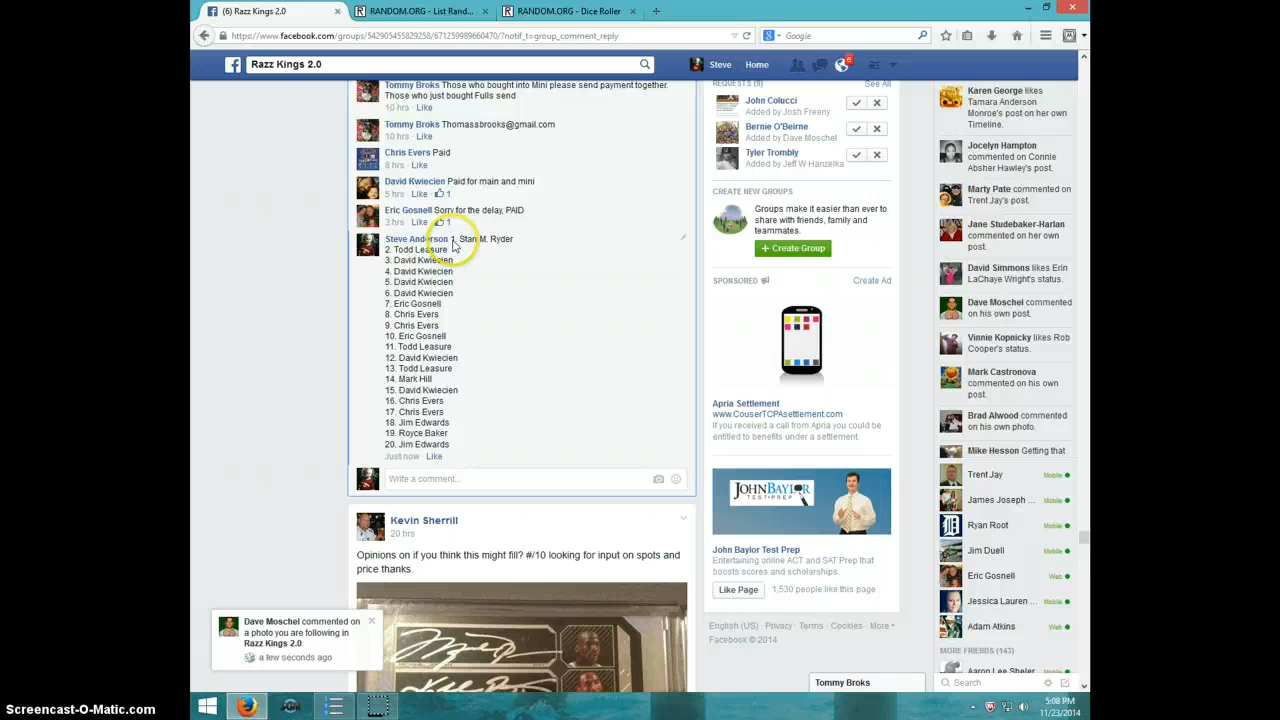 (6) Razz Kings 2.0
RANDOM.ORG - List Rand...
RANDOM.ORG - Dice Roller
https://www.facebook.com/groups/542905455829258/671259989660470/?notif_t=group_comment_reply
Google
Razz Kings 2.0
Steve
Home
6
Tommy Broks Those who bought into Mini please send payment together.
Those who just bought Fulls send
10 hrs · Like
Tommy Broks Thomassbrooks@gmail.com
10 hrs · Like
Chris Evers Paid
8 hrs · Like
David Kwiecien Paid for main and mini
5 hrs · Like · 1
Eric Gosnell Sorry for the delay, PAID
3 hrs · Like · 1
Steve Anderson 1. Stan M. Ryder
2. Todd Leasure
3. David Kwiecien
4. David Kwiecien
5. David Kwiecien
6. David Kwiecien
7. Eric Gosnell
8. Chris Evers
9. Chris Evers
10. Eric Gosnell
11. Todd Leasure
12. David Kwiecien
13. Todd Leasure
14. Mark Hill
15. David Kwiecien
16. Chris Evers
17. Chris Evers
18. Jim Edwards
19. Royce Baker
20. Jim Edwards
Just now · Like
Write a comment...
Kevin Sherrill
20 hrs
Opinions on if you think this might fill? #/10 looking for input on spots and
price thanks.
Dave Moschel commented on
a photo you are following in
Razz Kings 2.0.
a few seconds ago
REQUESTS (9)
See All
John Colucci
Added by Josh Freeny
Bernie O'Beirne
Added by Dave Moschel
Tyler Trombly
Added by Jeff W Hanzelka
CREATE NEW GROUPS
Groups make it easier than ever to
share with friends, family and
teammates.
+ Create Group
SPONSORED
Create Ad
Apria Settlement
www.CouserTCPAsettlement.com
If you received a call from Apria you could be
entitled to benefits under a settlement.
JOHNBAYLOR
TEST·PREP
John Baylor Test Prep
Entertaining online ACT and SAT Prep that
boosts scores and scholarships.
Like Page
1,530 people like this page
English (US) · Privacy · Terms · Cookies · More
Facebook © 2014
Tommy Broks
Karen George likes
Tamara Anderson
Monroe's post on her own
Timeline.
Jocelyn Hampton
commented on Connie
Absher Hawley's post.
Marty Pate commented on
Trent Jay's post.
Jane Studebaker-Harlan
commented on her own
post.
David Simmons likes Erin
LaChaye Wright's status.
Dave Moschel commented
on his own post.
Vinnie Kopnicky likes Rob
Cooper's status.
Mark Castronova
commented on his own
post.
Brad Alwood commented
on his own photo.
Mike Hesson Getting that
Trent Jay Mobile
James Joseph ... Mobile
Ryan Root
Jim Duell
Eric Gosnell Web
Jessica Lauren ... Mobile
Adam Atkins Web
MORE FRIENDS (143)
Aaron Lee Sheler
Search
5:08 PM
11/23/2014
Screencast-O-Matic.com